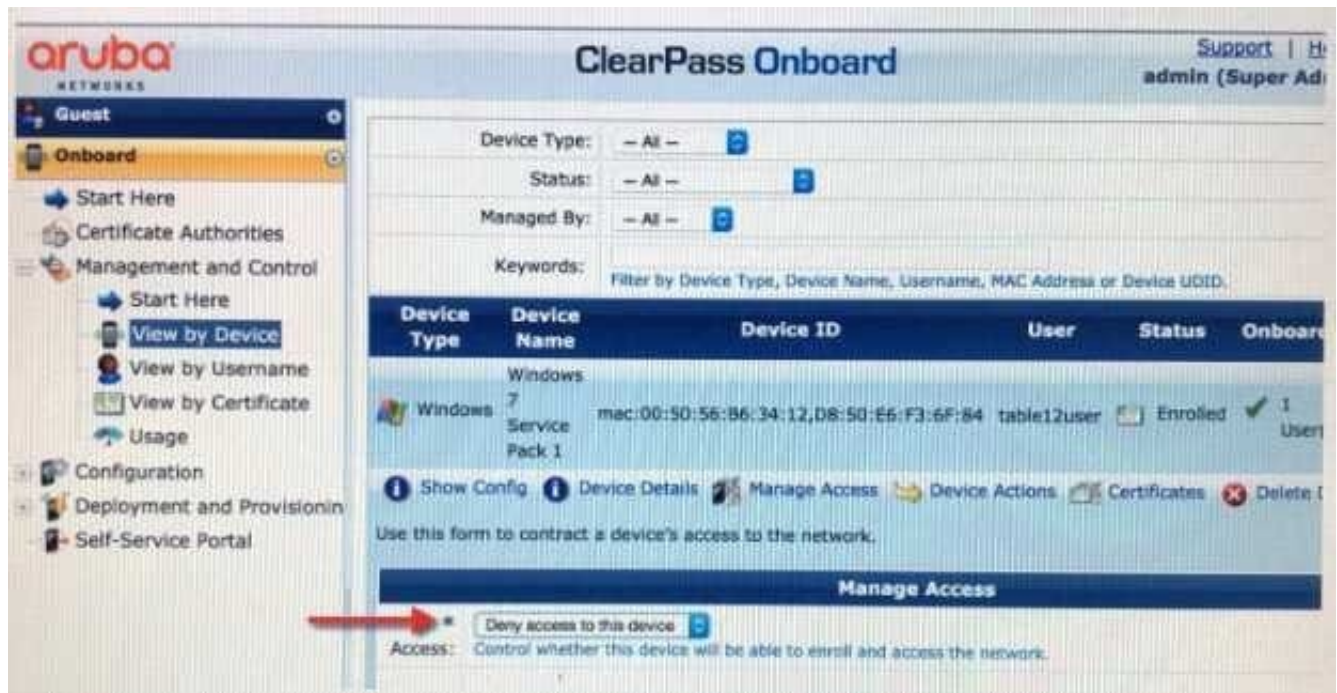 aruba
NETWORKS
ClearPass Onboard
Support | H
admin (Super Ad
Guest
Onboard
Start Here
Certificate Authorities
Management and Control
Start Here
View by Device
View by Username
View by Certificate
Usage
Configuration
Deployment and Provisionin
Self-Service Portal
Device Type: -- All --
Status: -- All --
Managed By: -- All --
Keywords:
Filter by Device Type, Device Name, Username, MAC Address or Device UDID.
Device Type Device Name Device ID User Status Onboar
Windows Windows 7 Service Pack 1 mac:00:50:56:B6:34:12,D8:50:E6:F3:6F:84 table12user Enrolled 1 User
Show Config Device Details Manage Access Device Actions Certificates Delete
Use this form to contract a device's access to the network.
Manage Access
* Access: Deny access to this device
Control whether this device will be able to enroll and access the network.